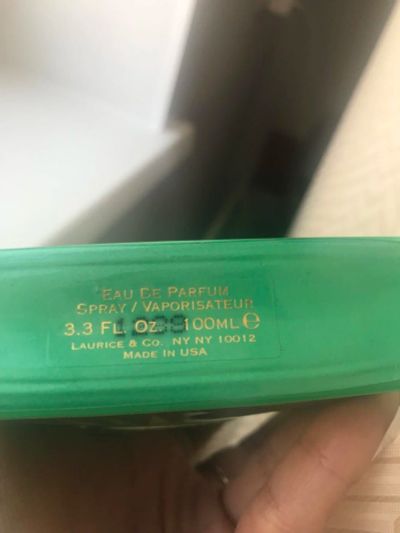 Eau De Parfum
Spray / Vaporisateur
3.3 Fl Oz 100ml ℮
Laurice & Co. NY NY 10012
Made in USA